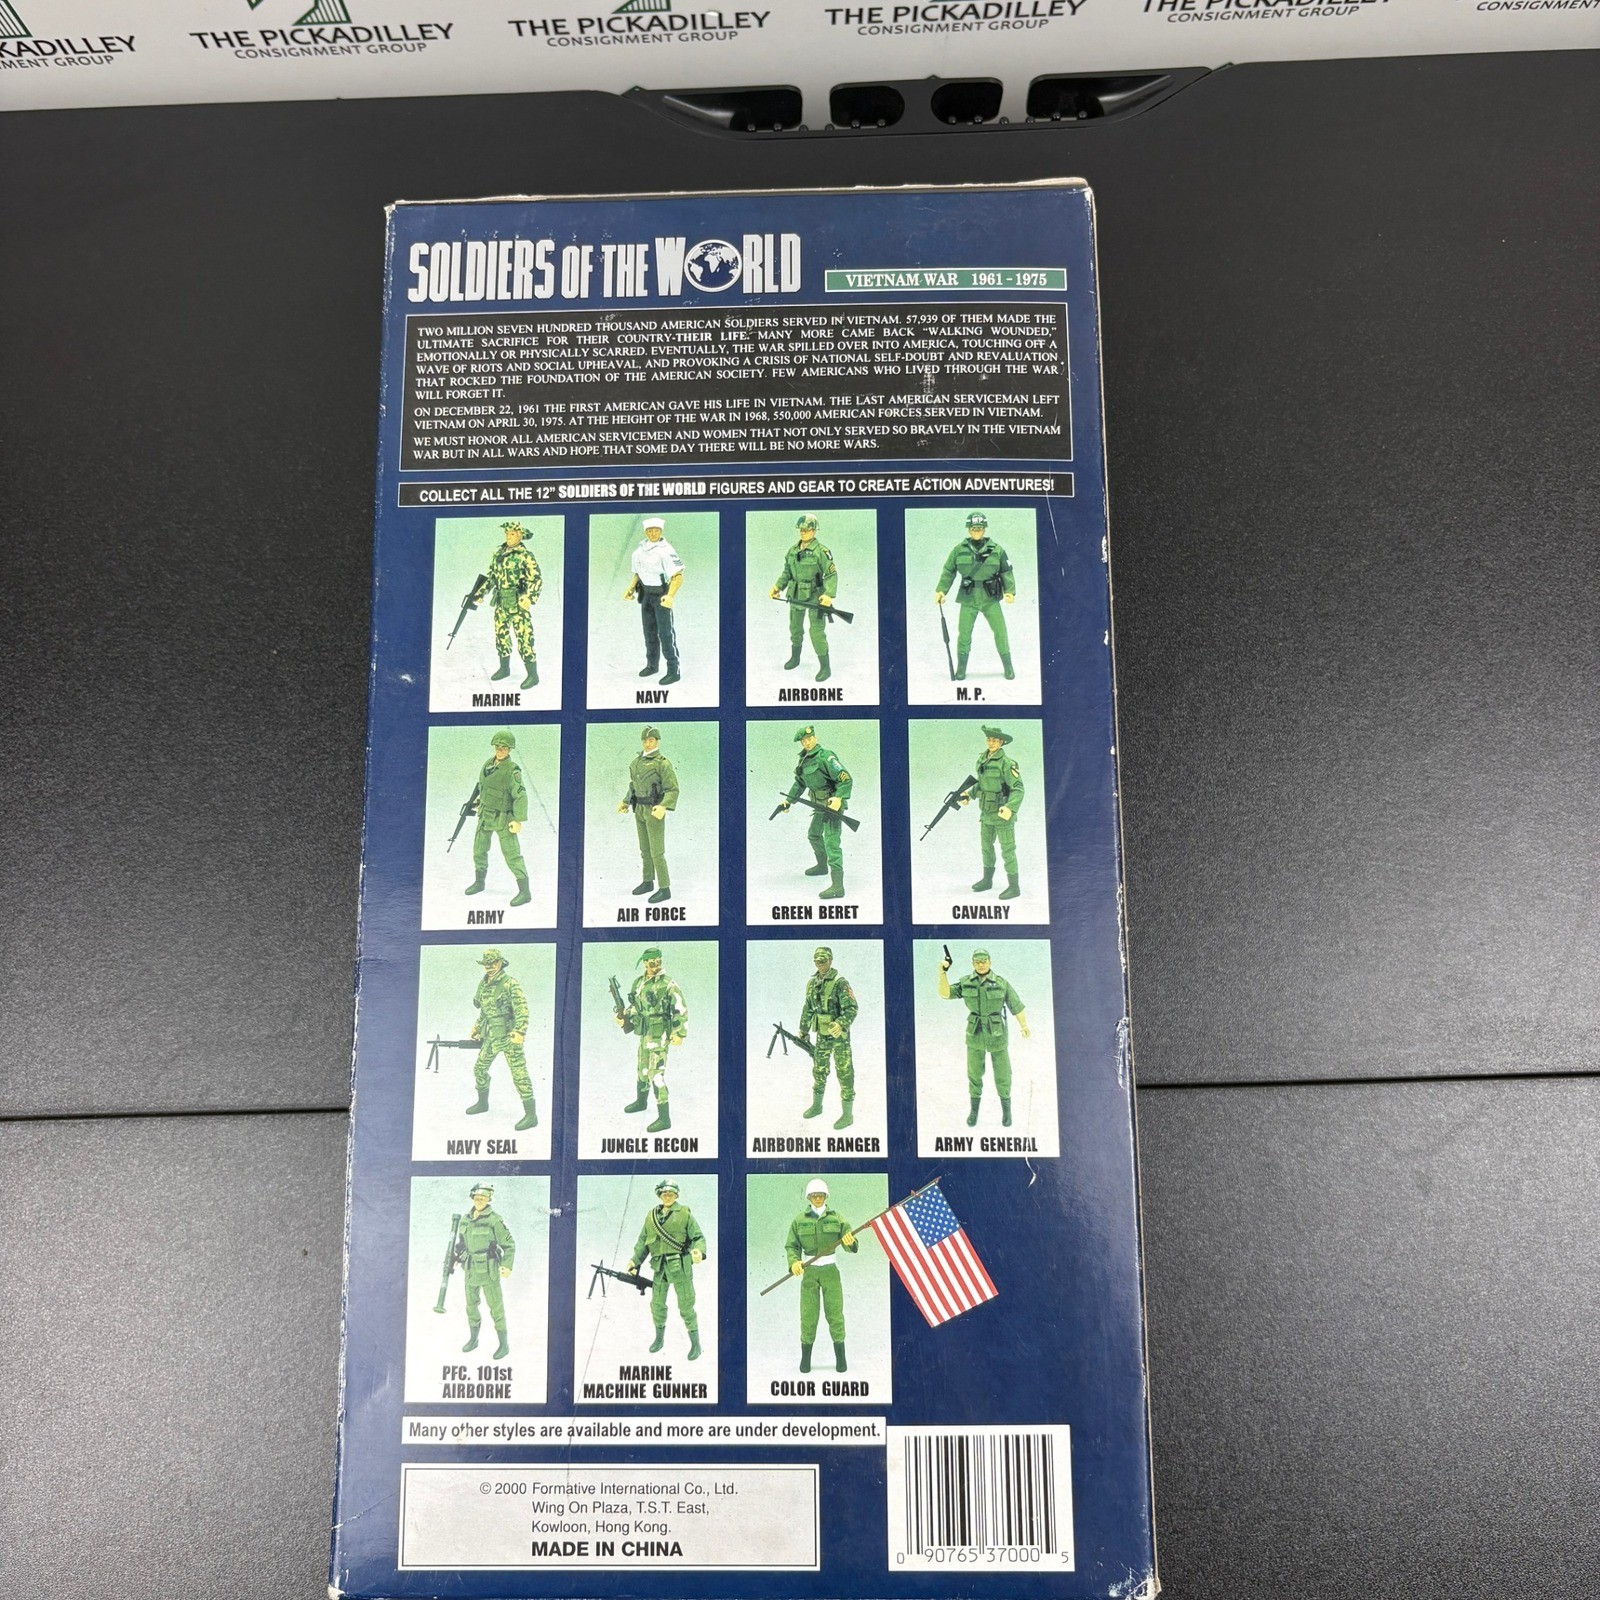 THE PICKADILLEY
CONSIGNMENT GROUP
THE PICKADILLEY
CONSIGNMENT GROUP
THE PICKADILLEY
CONSIGNMENT GROUP
CONSIGNMENT GROUP
SOLDIERS OF THE WORLD
VIETNAM WAR 1961-1975
TWO MILLION SEVEN HUNDRED THOUSAND AMERICAN SOLDIERS SERVED IN VIETNAM. 57,939 OF THEM MADE THE
ULTIMATE SACRIFICE FOR THEIR COUNTRY-THEIR LIFE. MANY MORE CAME BACK "WALKING WOUNDED,"
EMOTIONALLY OR PHYSICALLY SCARRED. EVENTUALLY, THE WAR SPILLED OVER INTO AMERICA, TOUCHING OFF A
WAVE OF RIOTS AND SOCIAL UPHEAVAL, AND PROVOKING A CRISIS OF NATIONAL SELF-DOUBT AND REVALUATION
THAT ROCKED THE FOUNDATION OF THE AMERICAN SOCIETY. FEW AMERICANS WHO LIVED THROUGH THE WAR
WILL FORGET IT.
ON DECEMBER 22, 1961 THE FIRST AMERICAN GAVE HIS LIFE IN VIETNAM. THE LAST AMERICAN SERVICEMAN LEFT
VIETNAM ON APRIL 30, 1975. AT THE HEIGHT OF THE WAR IN 1968, 550,000 AMERICAN FORCES SERVED IN VIETNAM.
WE MUST HONOR ALL AMERICAN SERVICEMEN AND WOMEN THAT NOT ONLY SERVED SO BRAVELY IN THE VIETNAM
WAR BUT IN ALL WARS AND HOPE THAT SOME DAY THERE WILL BE NO MORE WARS.
COLLECT ALL THE 12" SOLDIERS OF THE WORLD FIGURES AND GEAR TO CREATE ACTION ADVENTURES!
MP
MARINE NAVY AIRBORNE M.P.
ARMY AIR FORCE GREEN BERET CAVALRY
NAVY SEAL JUNGLE RECON AIRBORNE RANGER ARMY GENERAL
PFC. 101st
AIRBORNE
MARINE
MACHINE GUNNER
COLOR GUARD
Many other styles are available and more are under development.
© 2000 Formative International Co., Ltd.
Wing On Plaza, T.S.T. East,
Kowloon, Hong Kong.
MADE IN CHINA
0 90765 37000 5